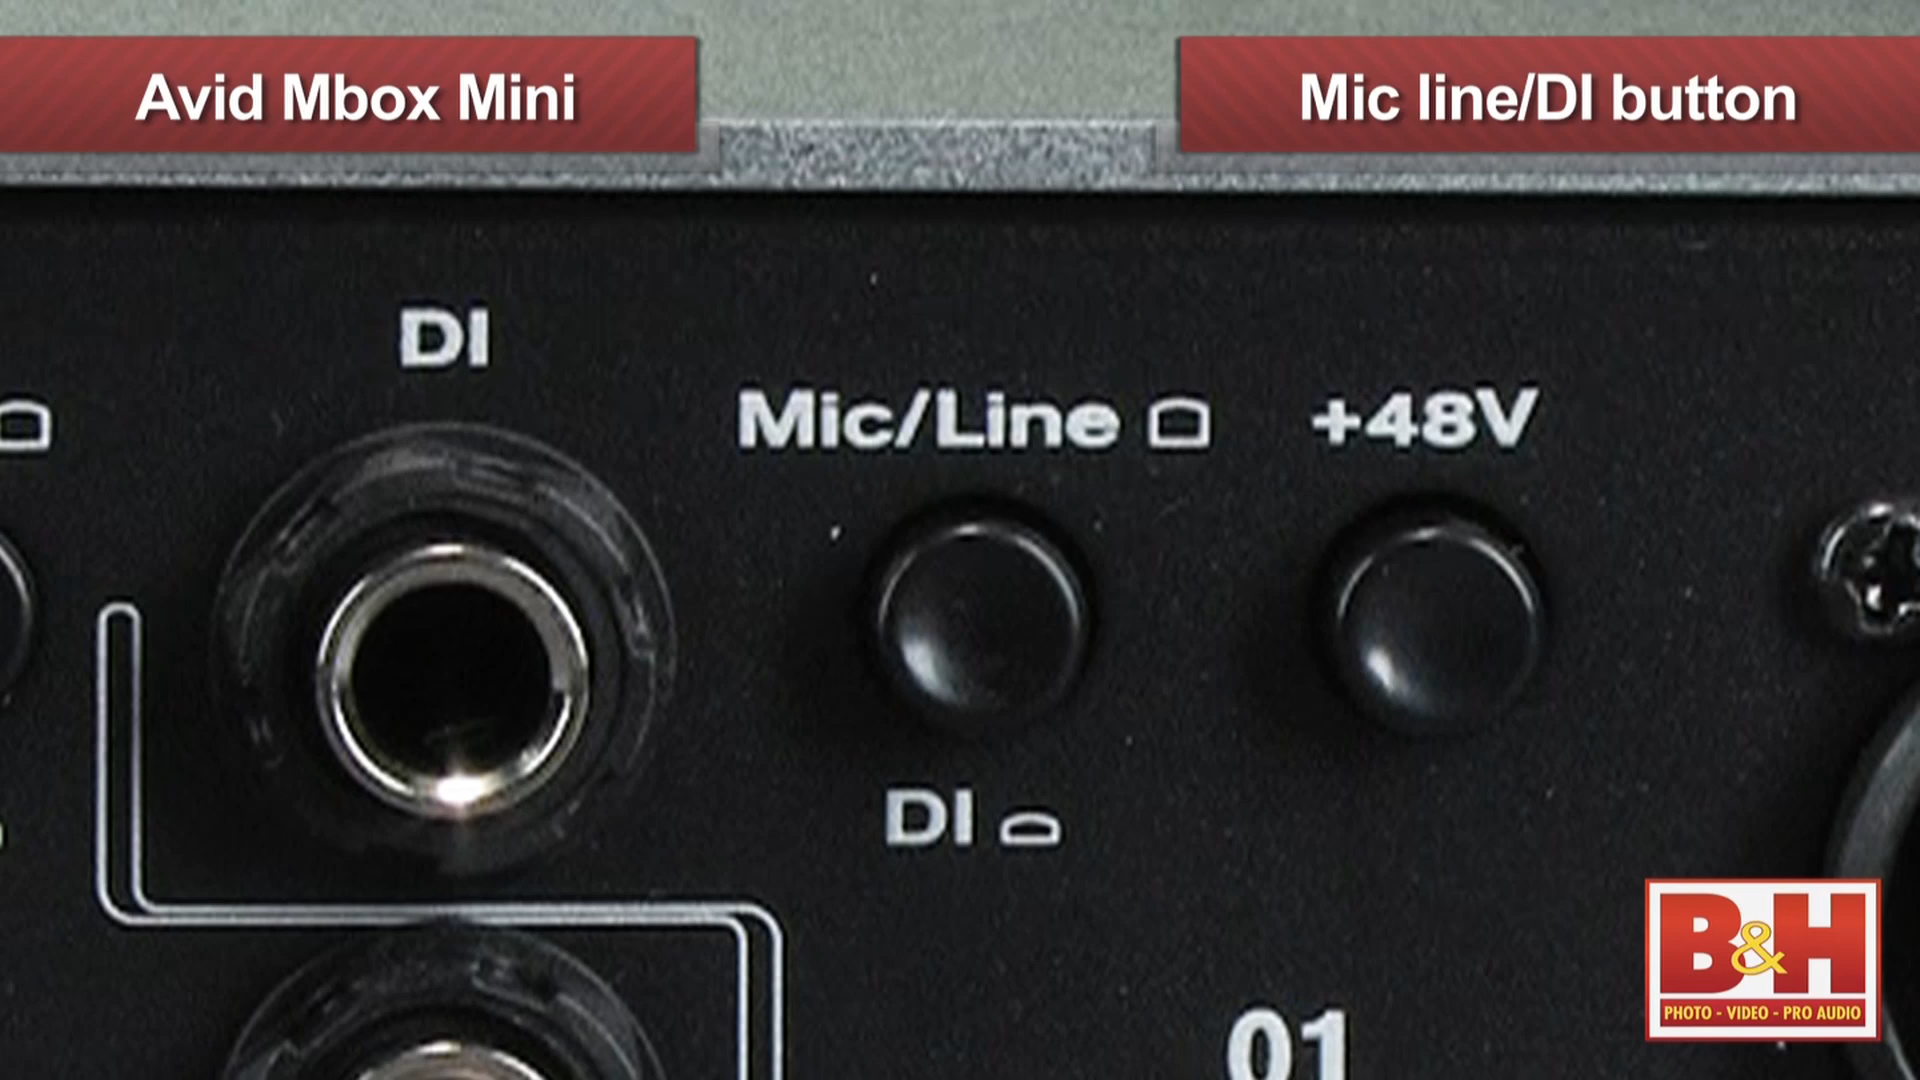 Avid Mbox Mini
Mic line/DI button
DI
Mic/Line
+48V
DI
01
B&H
PHOTO - VIDEO - PRO AUDIO